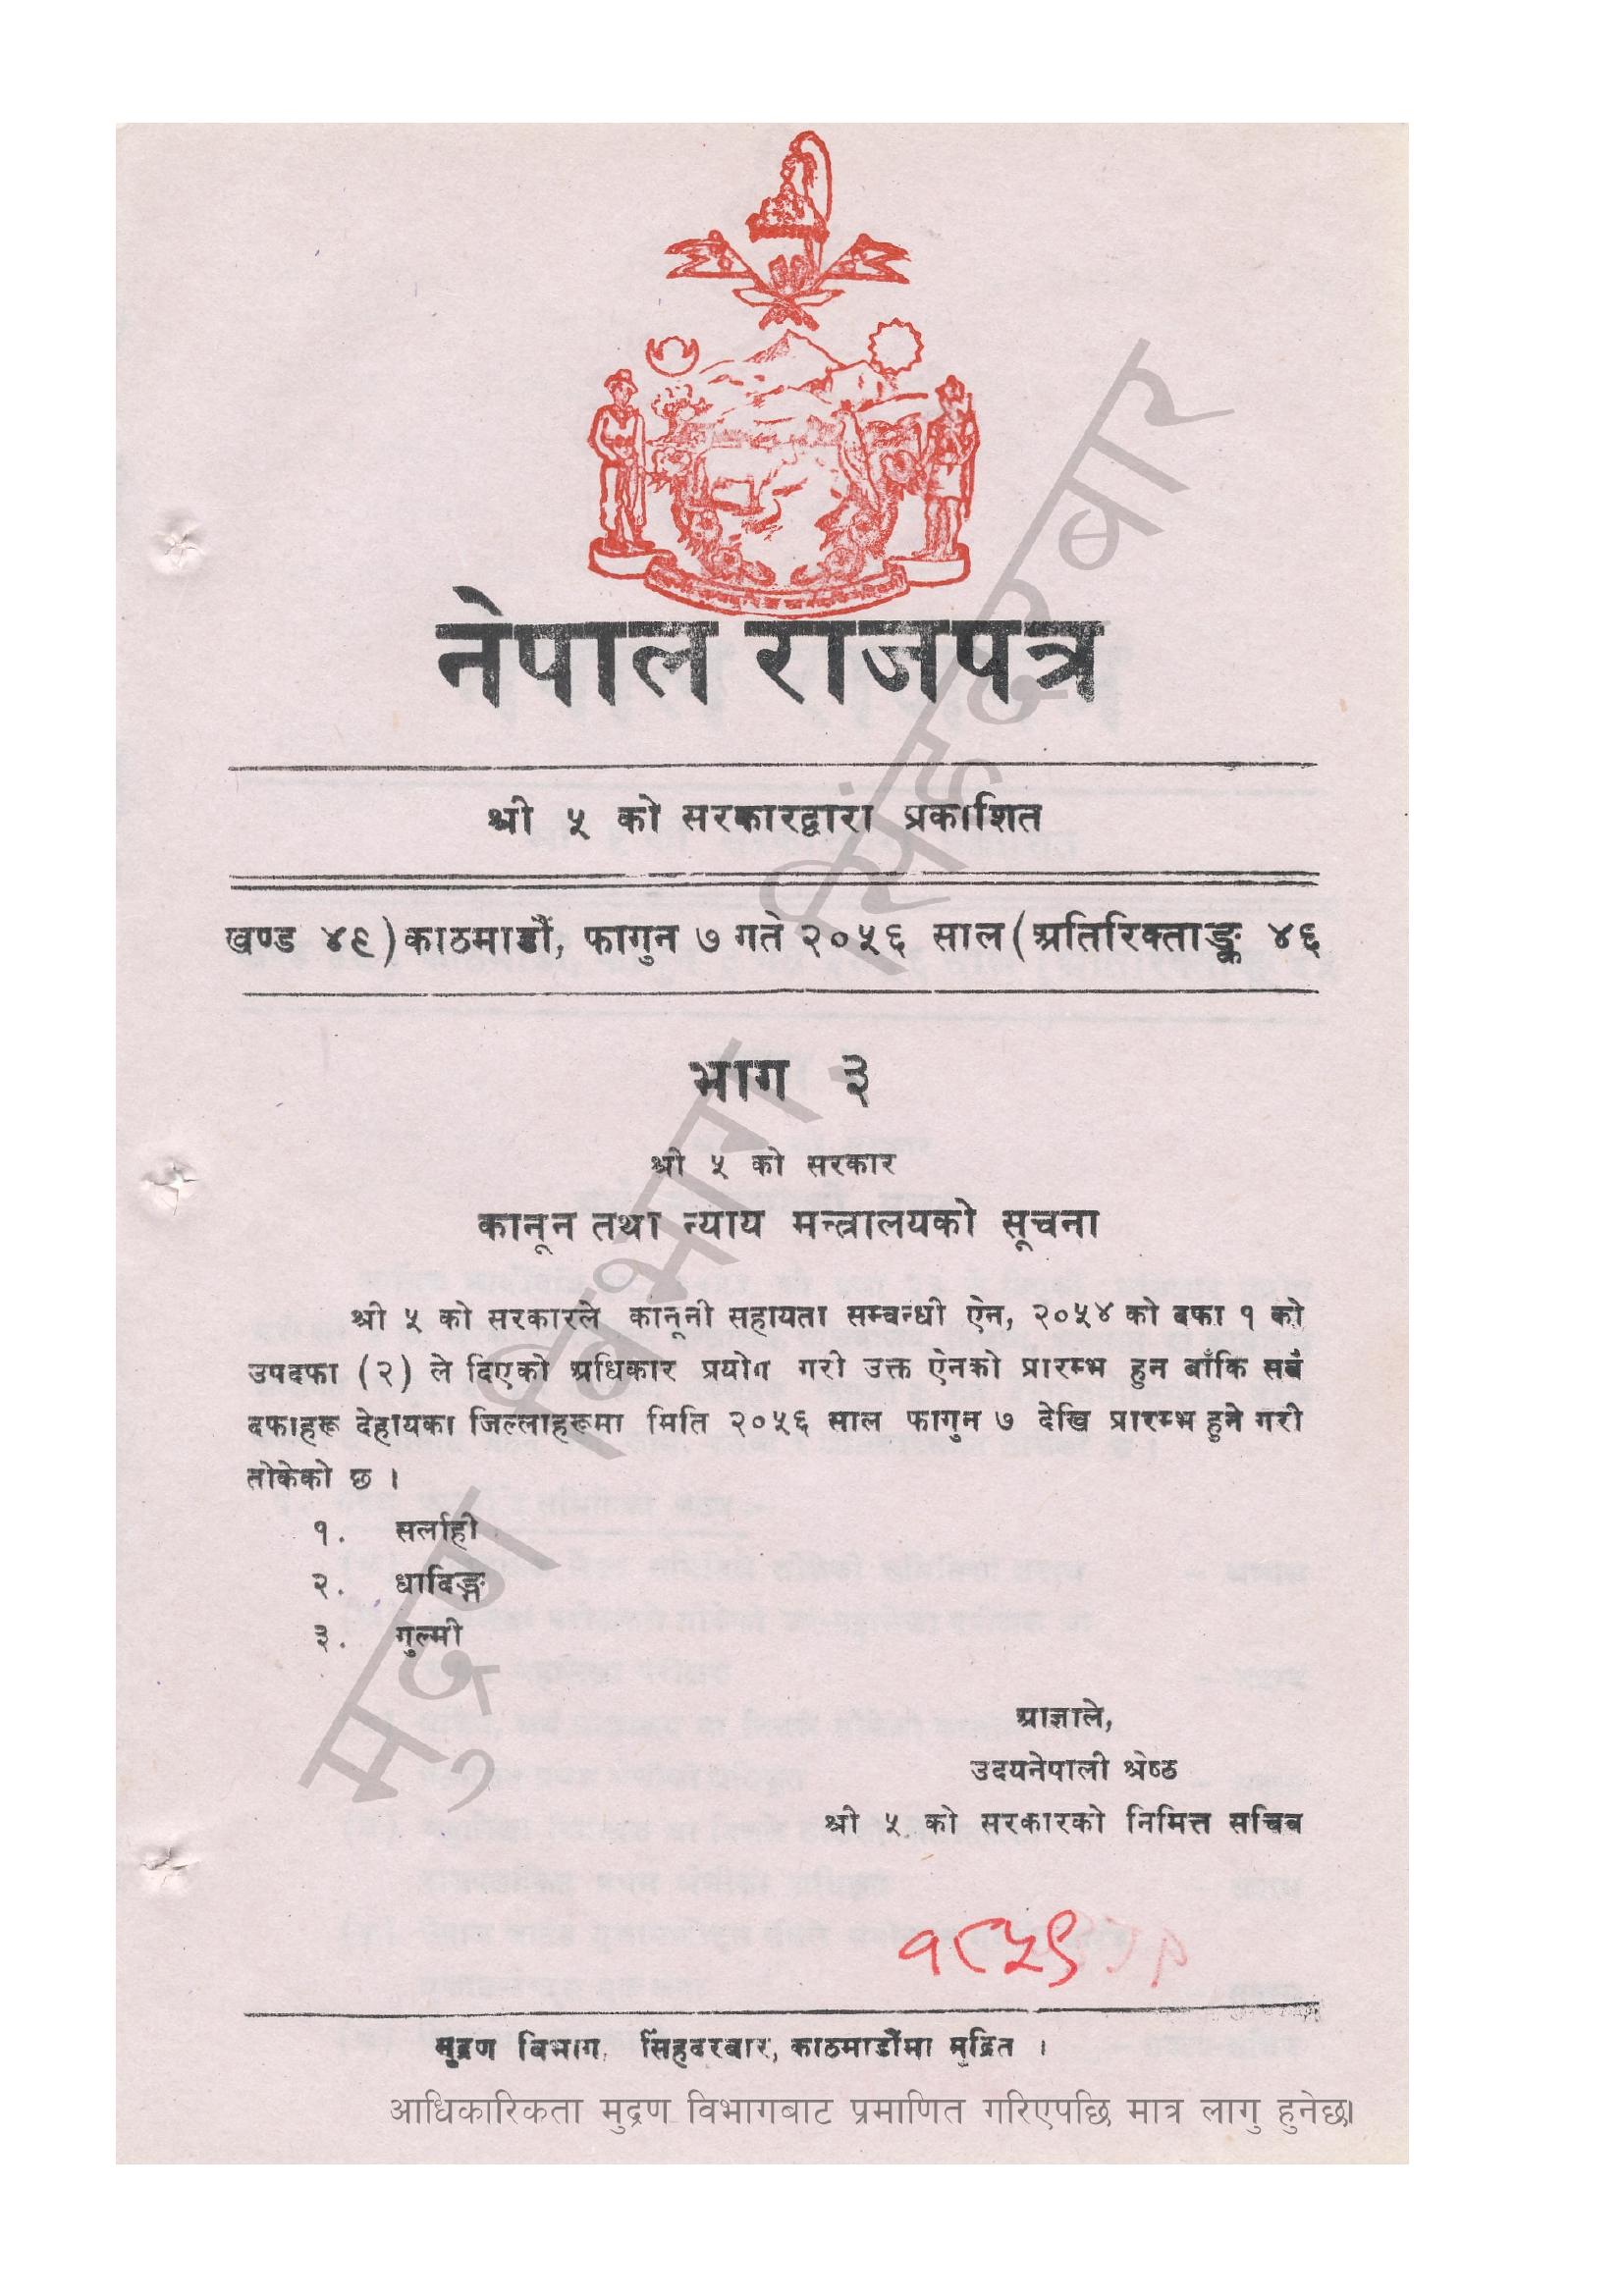 नेपाल राजपत्र
श्री ५ को सरकारद्वारा प्रकाशित
खण्ड ४९) काठमाडौं, फागुन ७ गते २०५६ साल (अतिरिक्ताङ्क ४६
भाग ३
श्री ५ को सरकार
कानून तथा न्याय मन्त्रालयको सूचना
श्री ५ को सरकारले कानूनी सहायता सम्बन्धी ऐन, २०५४ को दफा १ को
उपदफा (२) ले दिएको अधिकार प्रयोग गरी उक्त ऐनको प्रारम्भ हुन बाँकि सबै
दफाहरू देहायका जिल्लाहरूमा मिति २०५६ साल फागुन ७ देखि प्रारम्भ हुने गरी
तोकेको छ ।
१. सर्लाही
२. धादिङ्ग
३. गुल्मी
आज्ञाले,
उदयनेपाली श्रेष्ठ
श्री ५ को सरकारको निमित्त सचिव
मुद्रण विभाग, सिंहदरबार, काठमाडौंमा मुद्रित ।
आधिकारिकता मुद्रण विभागबाट प्रमाणित गरिएपछि मात्र लागु हुनेछ।
मुद्रण विभाग, सिंहदरबार